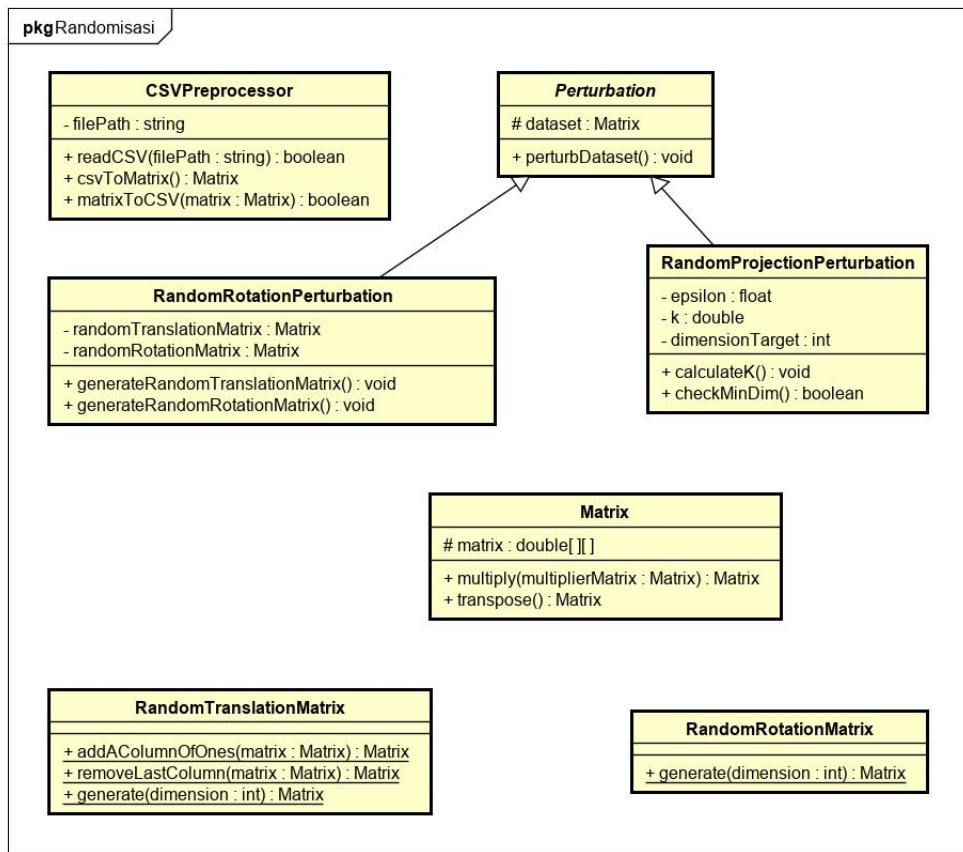 pkg Randomisasi
CSVPreprocessor
- filePath : string
+ readCSV(filePath : string) : boolean
+ csvToMatrix() : Matrix
+ matrixToCSV(matrix : Matrix) : boolean
Perturbation
# dataset : Matrix
+ perturbDataset() : void
RandomRotationPerturbation
- randomTranslationMatrix : Matrix
- randomRotationMatrix : Matrix
+ generateRandomTranslationMatrix() : void
+ generateRandomRotationMatrix() : void
RandomProjectionPerturbation
- epsilon : float
- k : double
- dimensionTarget : int
+ calculateK() : void
+ checkMinDim() : boolean
Matrix
# matrix : double[ ][ ]
+ multiply(multiplierMatrix : Matrix) : Matrix
+ transpose() : Matrix
RandomTranslationMatrix
+ addAColumnOfOnes(matrix : Matrix) : Matrix
+ removeLastColumn(matrix : Matrix) : Matrix
+ generate(dimension : int) : Matrix
RandomRotationMatrix
+ generate(dimension : int) : Matrix